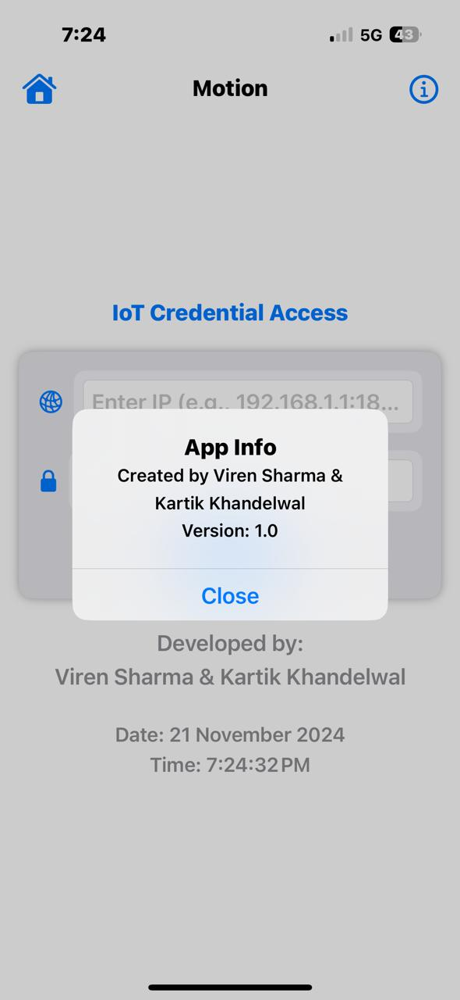 7:24
5G 43
Motion
IoT Credential Access
Enter IP (e.g., 192.168.1.1:18...
App Info
Created by Viren Sharma &
Kartik Khandelwal
Version: 1.0
Close
Developed by:
Viren Sharma & Kartik Khandelwal
Date: 21 November 2024
Time: 7:24:32 PM